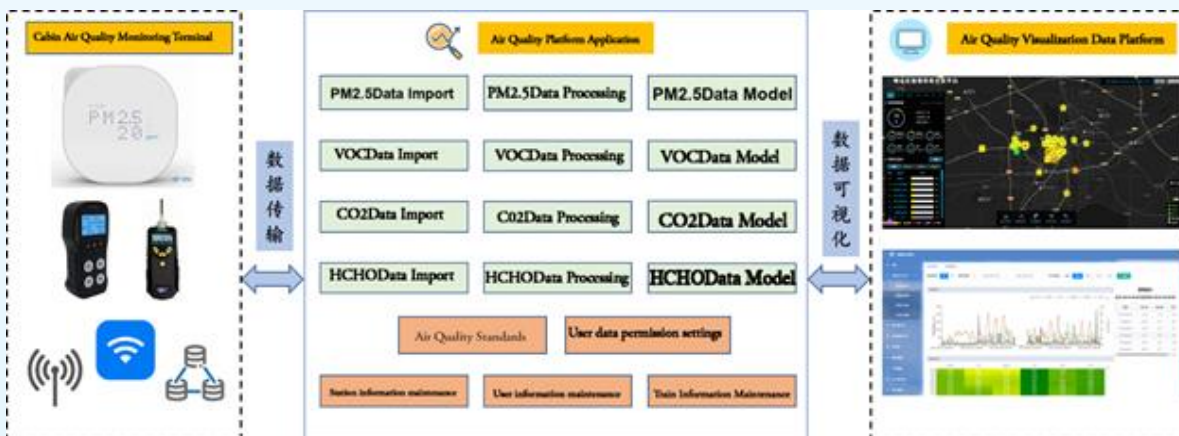 Cabin Air Quality Monitoring Terminal
PM2.5
20
数据传输
Air Quality Platform Application
PM2.5Data Import
PM2.5Data Processing
PM2.5Data Model
VOCData Import
VOCData Processing
VOCData Model
CO2Data Import
C02Data Processing
CO2Data Model
HCHOData Import
HCHOData Processing
HCHOData Model
Air Quality Standards
User data permission settings
Station information maintenance
User information maintenance
Train Information Maintenance
数据可视化
Air Quality Visualization Data Platform